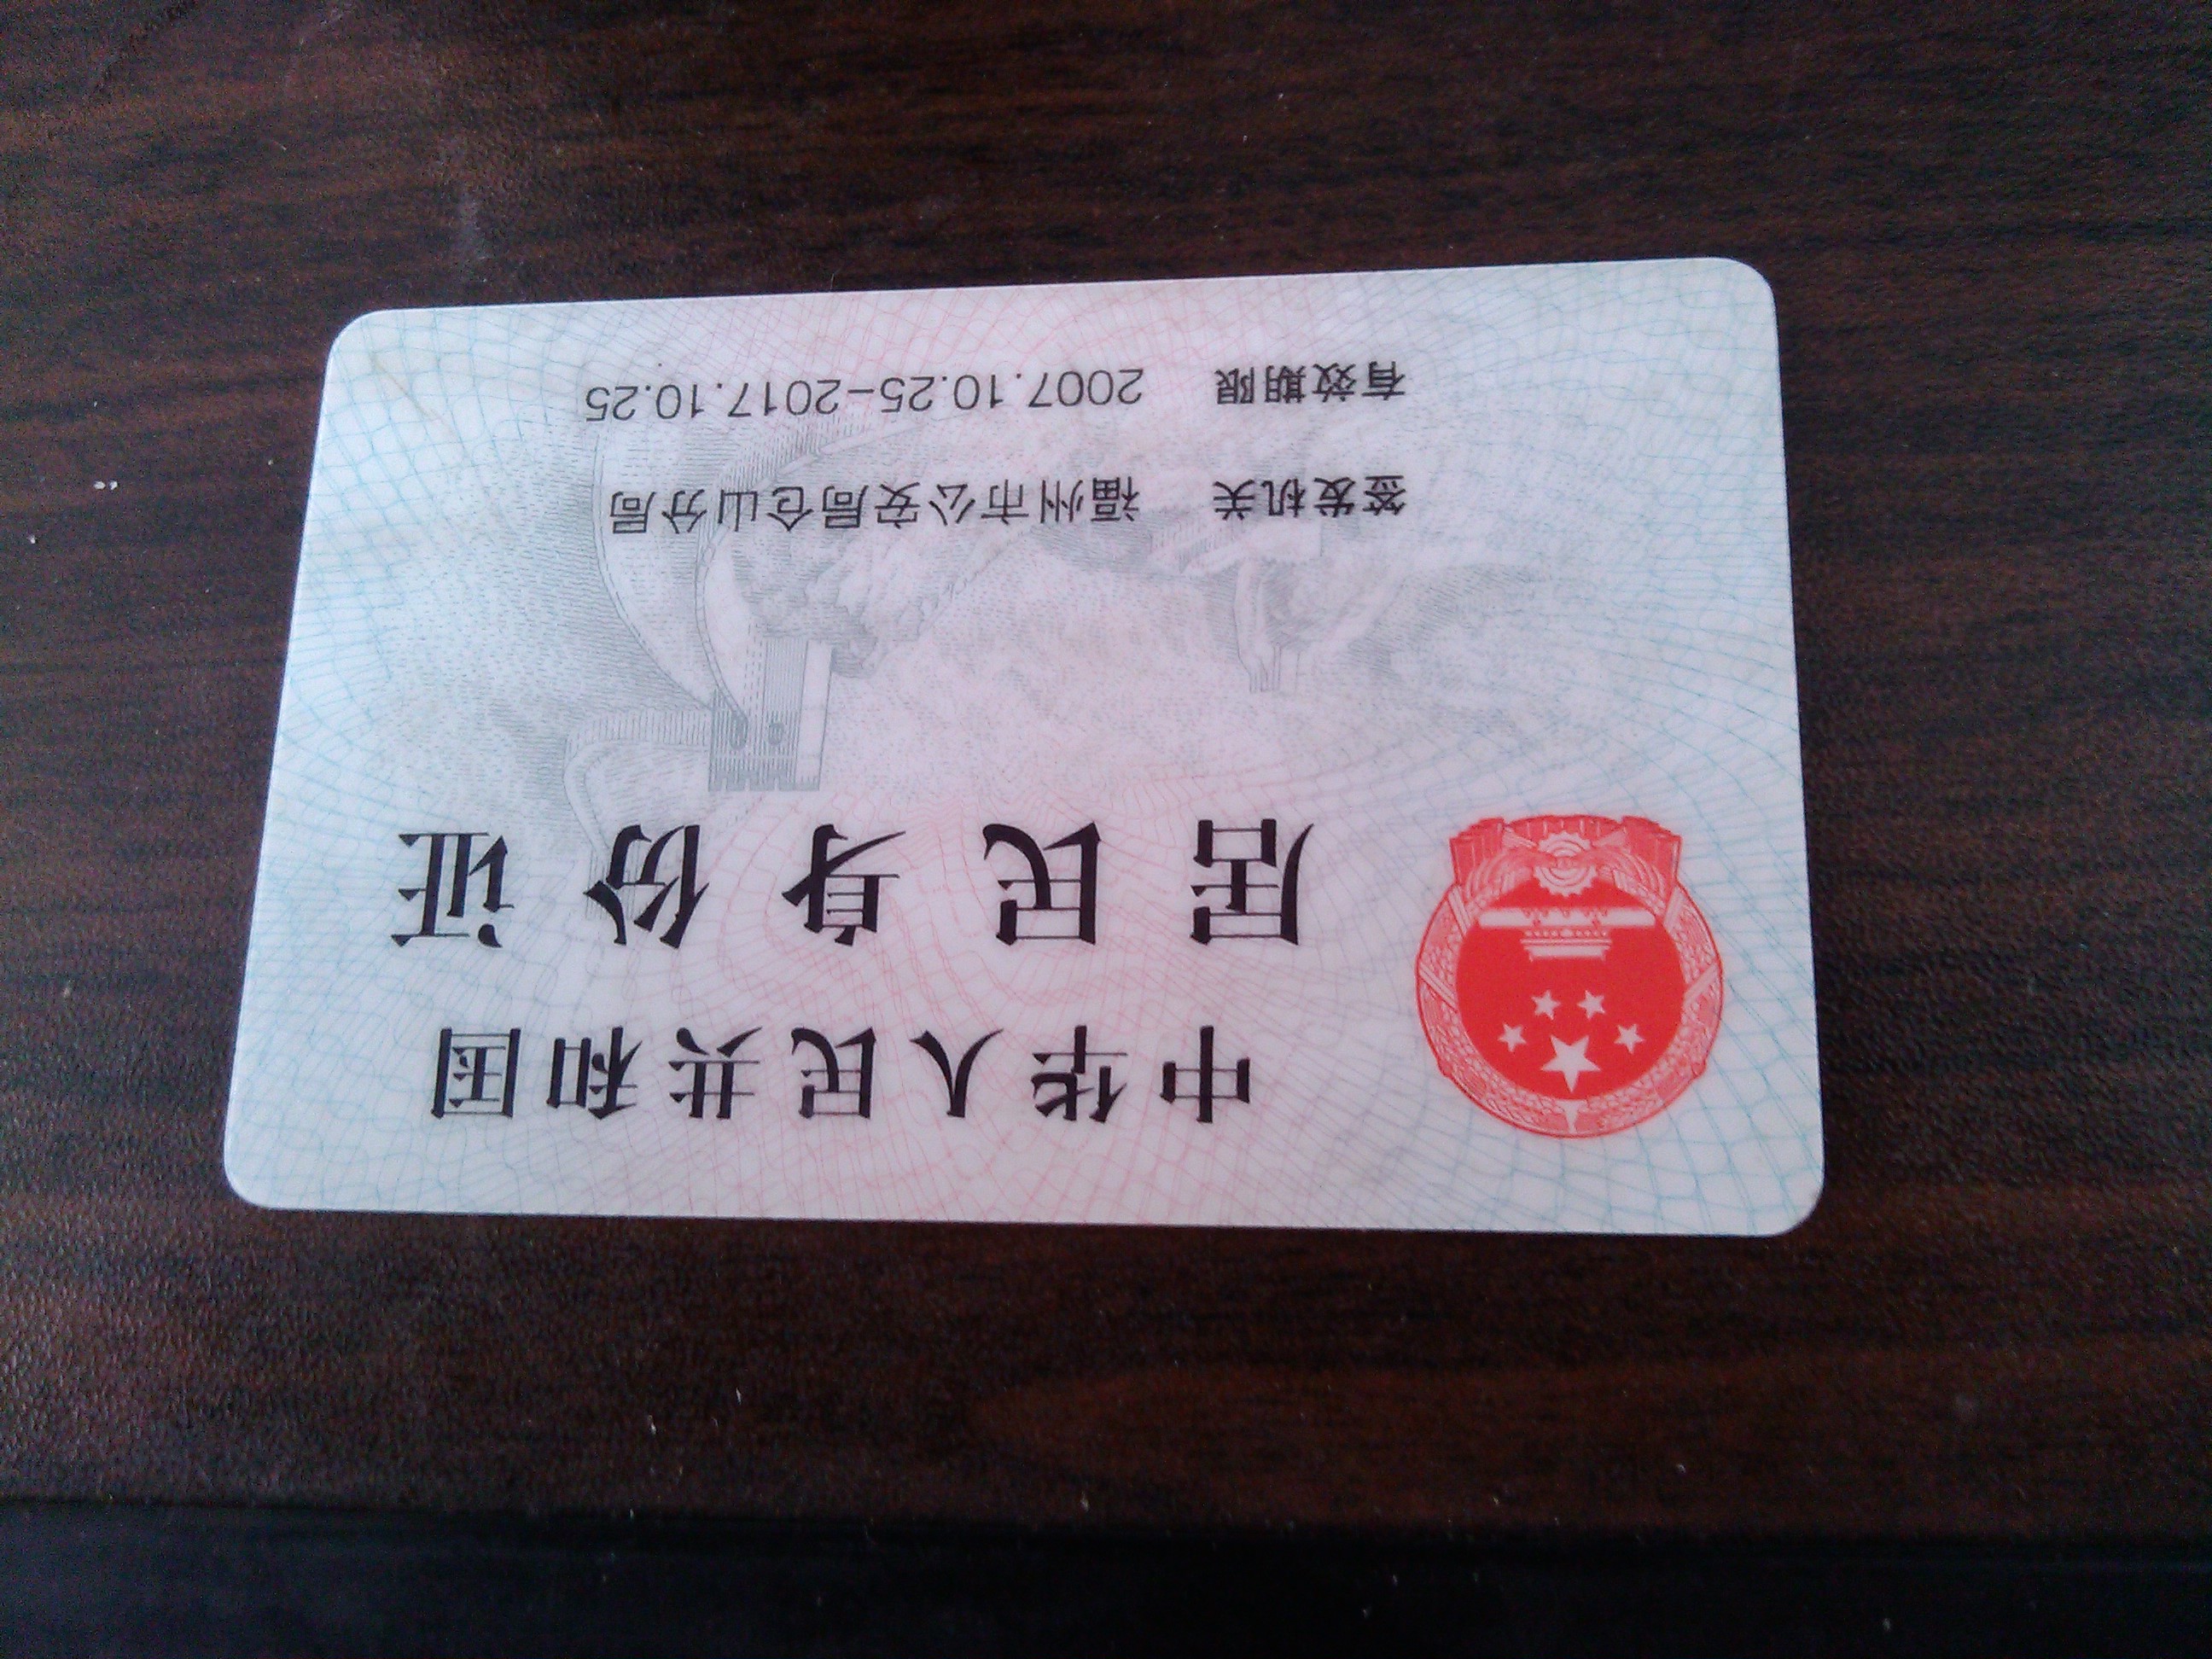 中华人民共和国
居民身份证
签发机关 福州市公安局仓山分局
有效期限 2007.10.25-2017.10.25